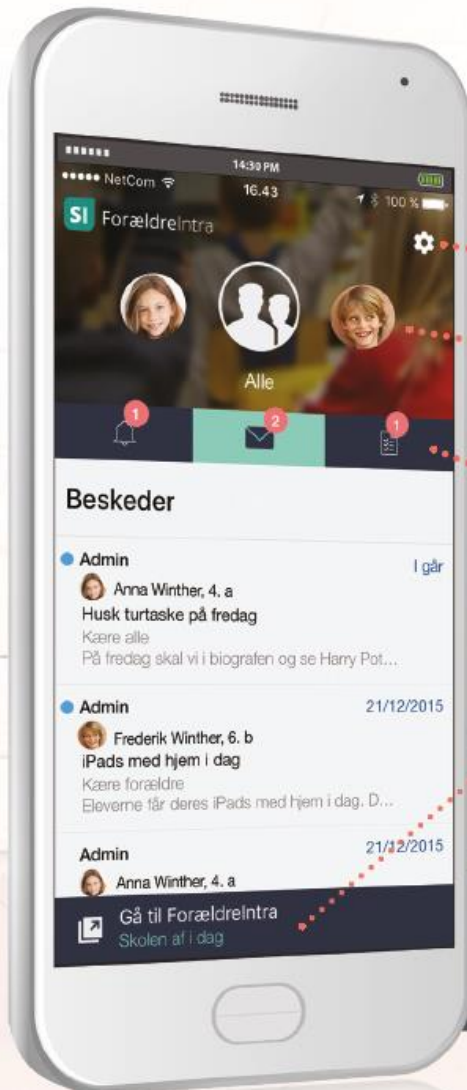 14:30 PM
NetCom
16.43
100 %
SI ForældreIntra
Alle
1
2
1
Beskeder
Admin
I går
Anna Winther, 4. a
Husk turtaske på fredag
Kære alle
På fredag skal vi i biografen og se Harry Pot...
Admin
21/12/2015
Frederik Winther, 6. b
iPads med hjem i dag
Kære forældre
Eleverne får deres iPads med hjem i dag. D...
Admin
21/12/2015
Anna Winther, 4. a
Gå til ForældreIntra
Skolen af i dag